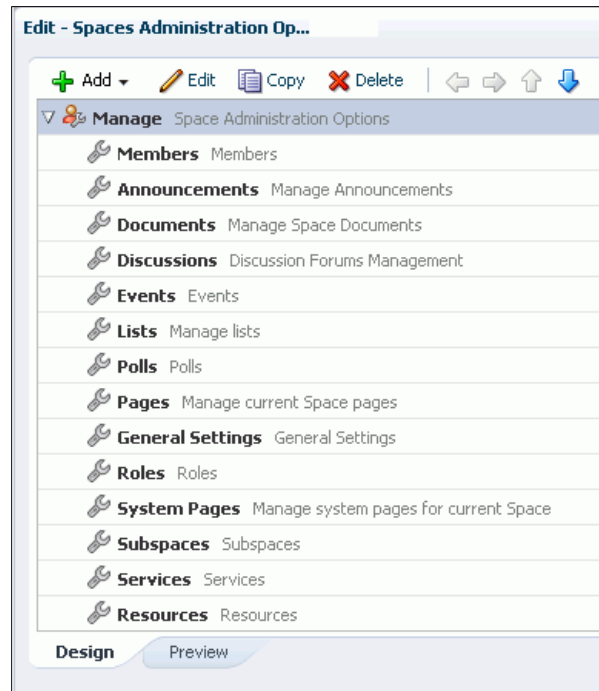 Edit - Spaces Administration Op...
Add Edit Copy Delete
Manage Space Administration Options
Members Members
Announcements Manage Announcements
Documents Manage Space Documents
Discussions Discussion Forums Management
Events Events
Lists Manage lists
Polls Polls
Pages Manage current Space pages
General Settings General Settings
Roles Roles
System Pages Manage system pages for current Space
Subspaces Subspaces
Services Services
Resources Resources
Design Preview